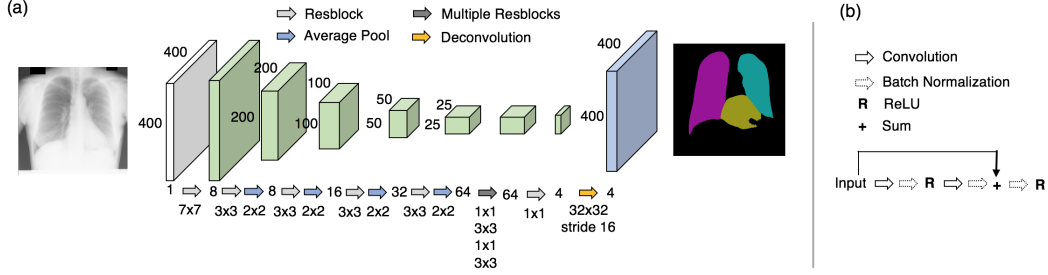 (a)
Resblock
Multiple Resblocks
Average Pool
Deconvolution
400
400
200
200
100
100
50
50
25
25
400
400
1 8 8 16 32 64 64 4 4
7x7 3x3 2x2 3x3 2x2 3x3 2x2 3x3 2x2 1x1 1x1 32x32
3x3 stride 16
1x1
3x3
(b)
Convolution
Batch Normalization
R ReLU
+ Sum
Input R + R